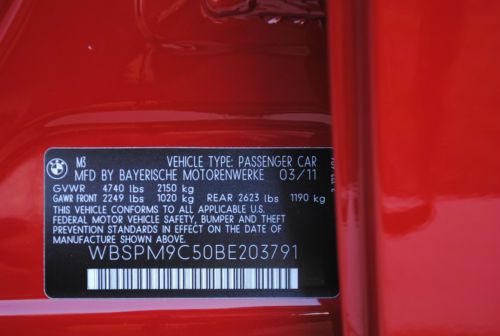 M3 VEHICLE TYPE: PASSENGER CAR
MFD BY BAYERISCHE MOTORENWERKE 03/11
GVWR 4740 lbs 2150 kg
GAWR FRONT 2249 lbs 1020 kg REAR 2623 lbs 1190 kg
THIS VEHICLE CONFORMS TO ALL APPLICABLE U.S.
FEDERAL MOTOR VEHICLE SAFETY, BUMPER AND THEFT
PREVENTION STANDARDS IN EFFECT ON THE DATE OF
MANUFACTURE SHOWN ABOVE.
WBSPM9C50BE203791